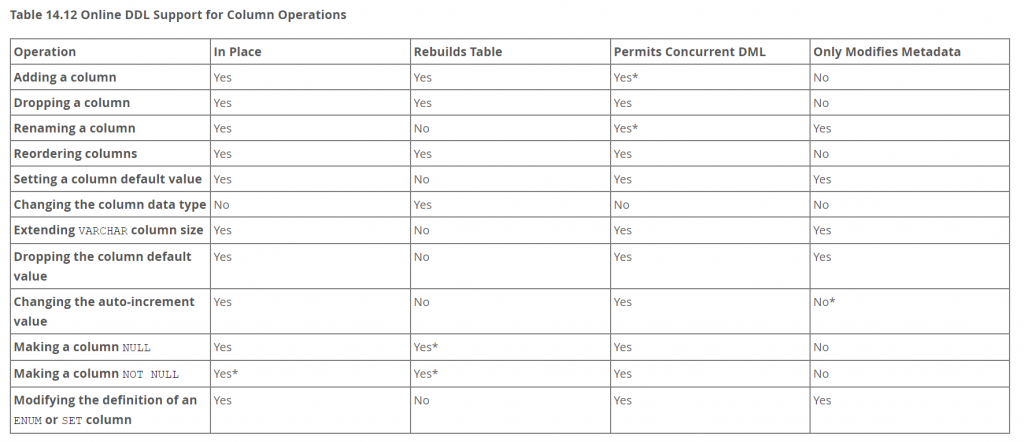 Table 14.12 Online DDL Support for Column Operations
Operation In Place Rebuilds Table Permits Concurrent DML Only Modifies Metadata
Adding a column Yes Yes Yes* No
Dropping a column Yes Yes Yes No
Renaming a column Yes No Yes* Yes
Reordering columns Yes Yes Yes No
Setting a column default value Yes No Yes Yes
Changing the column data type No Yes No No
Extending VARCHAR column size Yes No Yes Yes
Dropping the column default Yes No Yes Yes
value
Changing the auto-increment Yes No Yes No*
value
Making a column NULL Yes Yes* Yes No
Making a column NOT NULL Yes* Yes* Yes No
Modifying the definition of an Yes No Yes Yes
ENUM or SET column